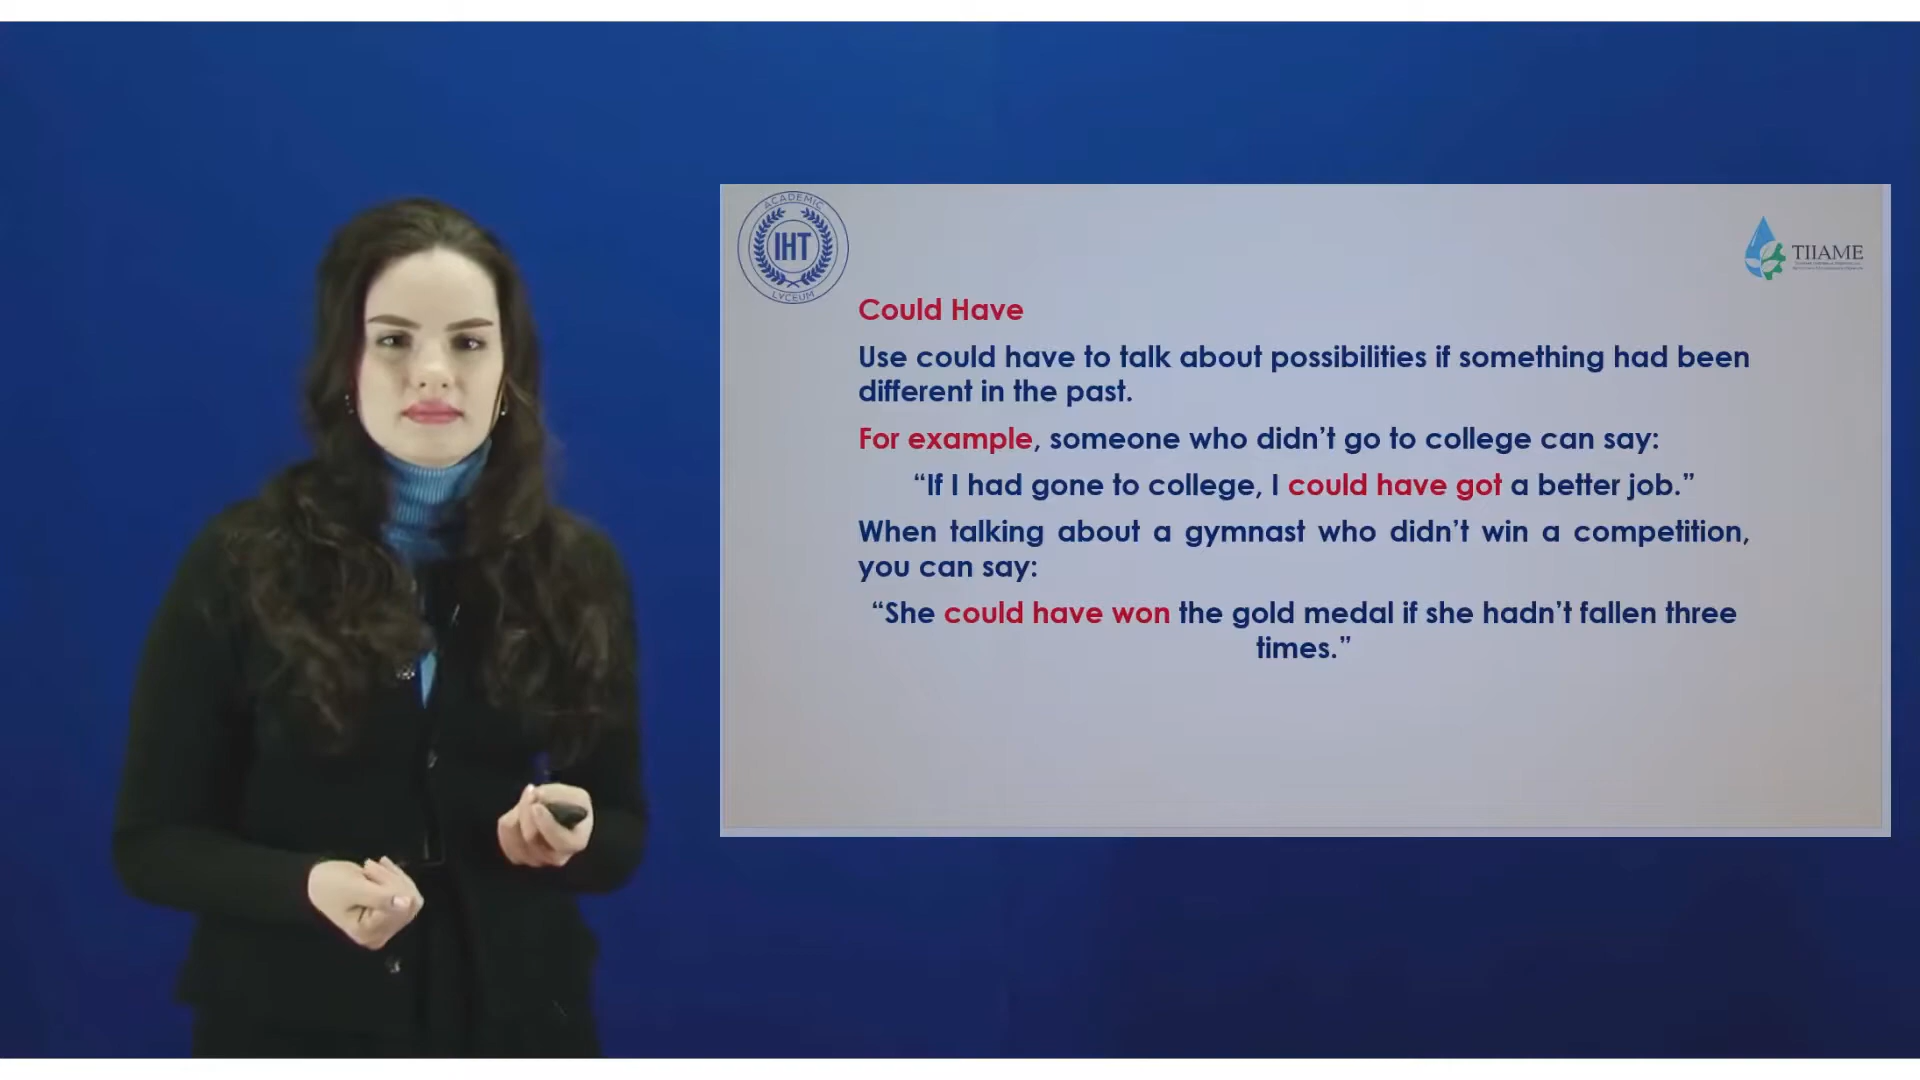 ACADEMIC
IHT
LYCEUM
TIIAME
Could Have
Use could have to talk about possibilities if something had been
different in the past.
For example, someone who didn’t go to college can say:
“If I had gone to college, I could have got a better job.”
When talking about a gymnast who didn’t win a competition,
you can say:
“She could have won the gold medal if she hadn’t fallen three
times.”